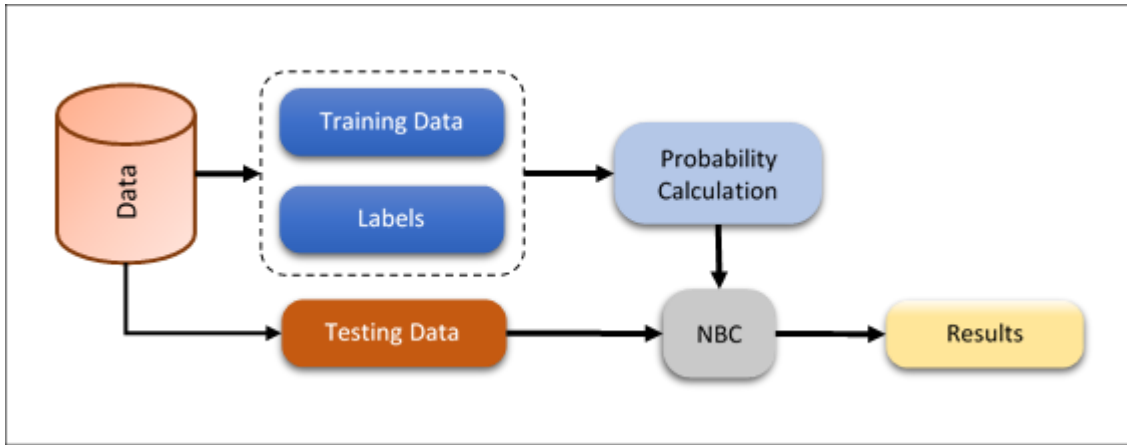 Data
Training Data
Labels
Probability
Calculation
Testing Data
NBC
Results